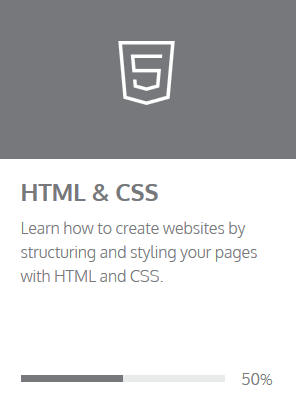 5
HTML & CSS
Learn how to create websites by
structuring and styling your pages
with HTML and CSS.
50%